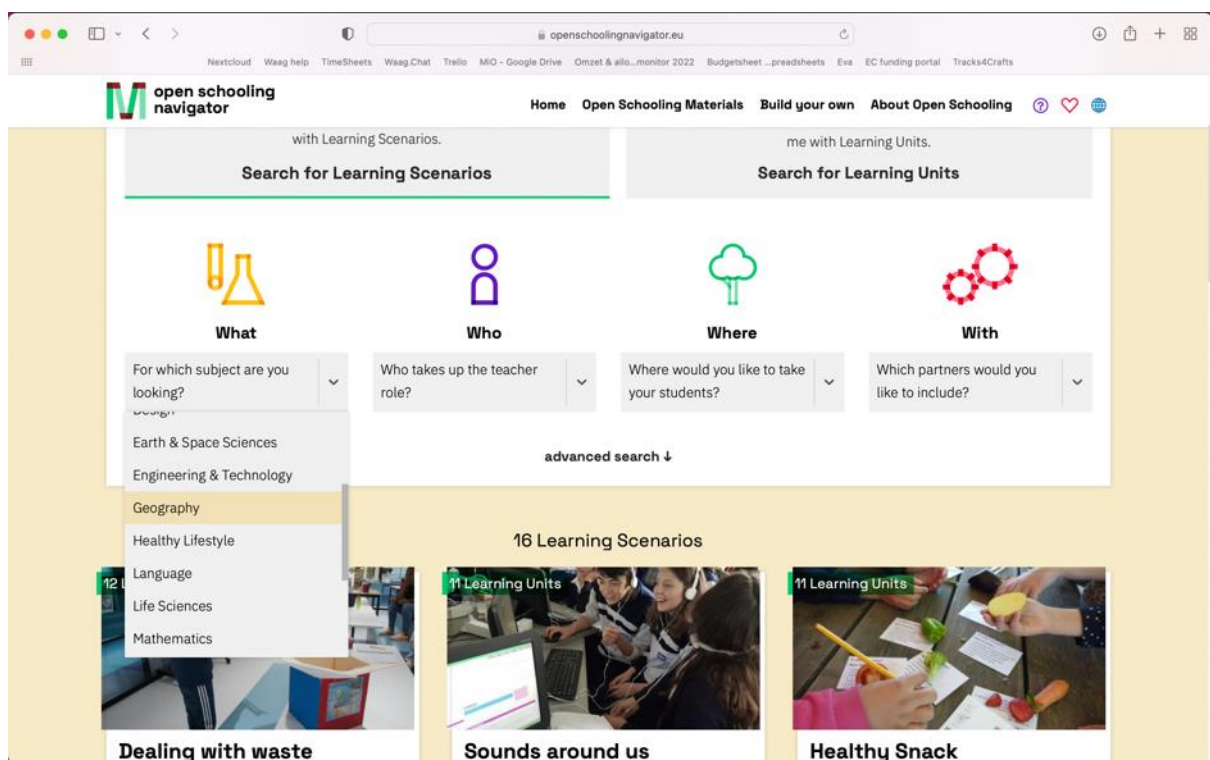 openschoolingnavigator.eu
Nextcloud Waag help TimeSheets Waag.Chat Trello MiO - Google Drive Omzet & allo...monitor 2022 Budgetsheet ...preadsheets Eva EC funding portal Tracks4Crafts
open schooling
navigator
Home Open Schooling Materials Build your own About Open Schooling
with Learning Scenarios.
Search for Learning Scenarios
me with Learning Units.
Search for Learning Units
What
Who
Where
With
For which subject are you
looking?
Who takes up the teacher
role?
Where would you like to take
your students?
Which partners would you
like to include?
Design
Earth & Space Sciences
Engineering & Technology
Geography
Healthy Lifestyle
Language
Life Sciences
Mathematics
advanced search ↓
16 Learning Scenarios
12 L
11 Learning Units
11 Learning Units
Dealing with waste
Sounds around us
Healthy Snack